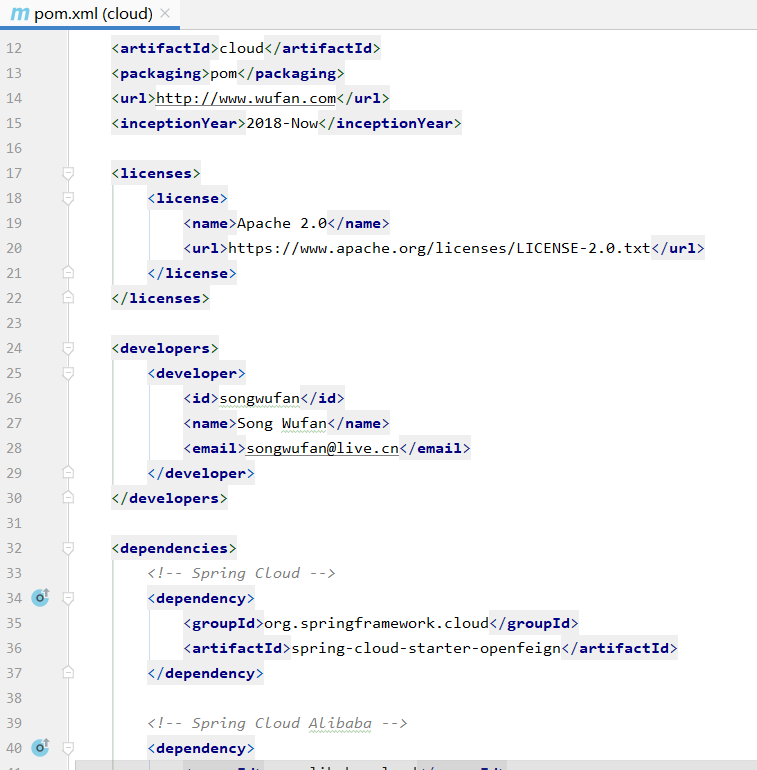 pom.xml (cloud)
12 <artifactId>cloud</artifactId>
13 <packaging>pom</packaging>
14 <url>http://www.wufan.com</url>
15 <inceptionYear>2018-Now</inceptionYear>
16
17 <licenses>
18 <license>
19 <name>Apache 2.0</name>
20 <url>https://www.apache.org/licenses/LICENSE-2.0.txt</url>
21 </license>
22 </licenses>
23
24 <developers>
25 <developer>
26 <id>songwufan</id>
27 <name>Song Wufan</name>
28 <email>songwufan@live.cn</email>
29 </developer>
30 </developers>
31
32 <dependencies>
33 <!-- Spring Cloud -->
34 <dependency>
35 <groupId>org.springframework.cloud</groupId>
36 <artifactId>spring-cloud-starter-openfeign</artifactId>
37 </dependency>
38
39 <!-- Spring Cloud Alibaba -->
40 <dependency>